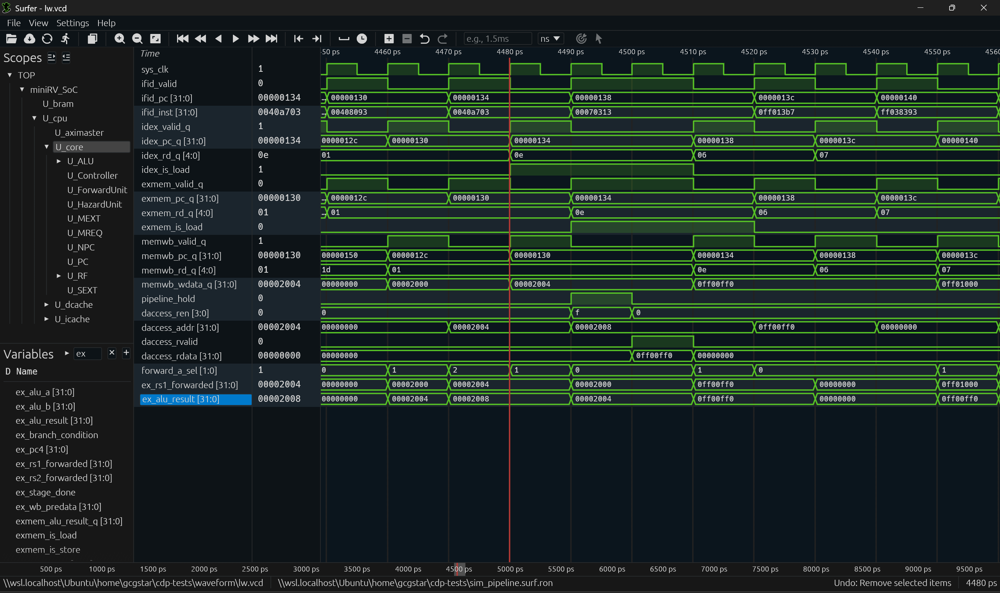 Surfer - lw.vcd
File View Settings Help
e.g., 1.5ms ns
Scopes
TOP
miniRV_SoC
U_bram
U_cpu
U_aximaster
U_core
U_ALU
U_Controller
U_ForwardUnit
U_HazardUnit
U_MEXT
U_MREQ
U_NPC
U_PC
U_RF
U_SEXT
U_dcache
U_icache
Variables ex
D Name
ex_alu_a [31:0]
ex_alu_b [31:0]
ex_alu_result [31:0]
ex_branch_condition
ex_pc4 [31:0]
ex_rs1_forwarded [31:0]
ex_rs2_forwarded [31:0]
ex_stage_done
ex_wb_predata [31:0]
exmem_alu_result_q [31:0]
exmem_is_load
exmem_is_store
Time 50 ps 4460 ps 4470 ps 4480 ps 4490 ps 4500 ps 4510 ps 4520 ps 4530 ps 4540 ps 4550 ps 4560
sys_clk 1
ifid_valid 0
ifid_pc [31:0] 00000134 … 00000130 00000134 00000138 0000013c 00000140
ifid_inst [31:0] 0040a703 … 00408093 0040a703 00070313 0ff013b7 ff038393
idex_valid_q 1
idex_pc_q [31:0] 00000134 0000012c 00000130 00000134 00000138 0000013c 00000140
idex_rd_q [4:0] 0e 01 0e 06 07
idex_is_load 1
exmem_valid_q 0
exmem_pc_q [31:0] 00000130 … 0000012c 00000130 00000134 00000138 0000013c
exmem_rd_q [4:0] 01 … 01 0e 06 07
exmem_is_load 0
memwb_valid_q 1
memwb_pc_q [31:0] 00000130 00000150 0000012c 00000130 00000134 00000138 0000013c
memwb_rd_q [4:0] 01 1d 01 0e 06 07
memwb_wdata_q [31:0] 00002004 00000000 00002000 00002004 0ff00ff0 0ff01000
pipeline_hold 0
daccess_ren [3:0] 0 0 f 0
daccess_addr [31:0] 00002004 00000000 00002004 00002008 0ff00ff0 00000000
daccess_rvalid 0
daccess_rdata [31:0] 00000000 00000000 0ff00ff0 00000000
forward_a_sel [1:0] 1 0 1 2 1 0 1 0 1
ex_rs1_forwarded [31:0] 00002004 00000000 00002000 00002004 00002000 0ff00ff0 00000000 0ff01000
ex_alu_result [31:0] 00002008 00000000 00002004 00002008 00002004 0ff00ff0 00000000 0ff00ff0
500 ps 1000 ps 1500 ps 2000 ps 2500 ps 3000 ps 3500 ps 4000 ps 4500 ps 5000 ps 5500 ps 6000 ps 6500 ps 7000 ps 7500 ps 8000 ps 8500 ps 9000 ps 9500 ps
\\wsl.localhost\Ubuntu\home\gcgstar\cdp-tests\waveform\lw.vcd \\wsl.localhost\Ubuntu\home\gcgstar\cdp-tests\sim_pipeline.surf.ron Undo: Remove selected items 4480 ps